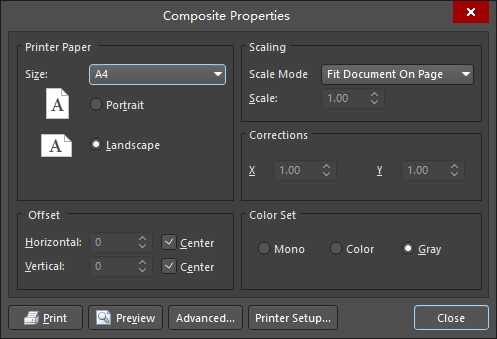 Composite Properties
Printer Paper
Size: A4
A Portrait
A Landscape
Scaling
Scale Mode Fit Document On Page
Scale: 1.00
Corrections
X 1.00 Y 1.00
Offset
Horizontal: 0 Center
Vertical: 0 Center
Color Set
Mono Color Gray
Print Preview Advanced... Printer Setup... Close